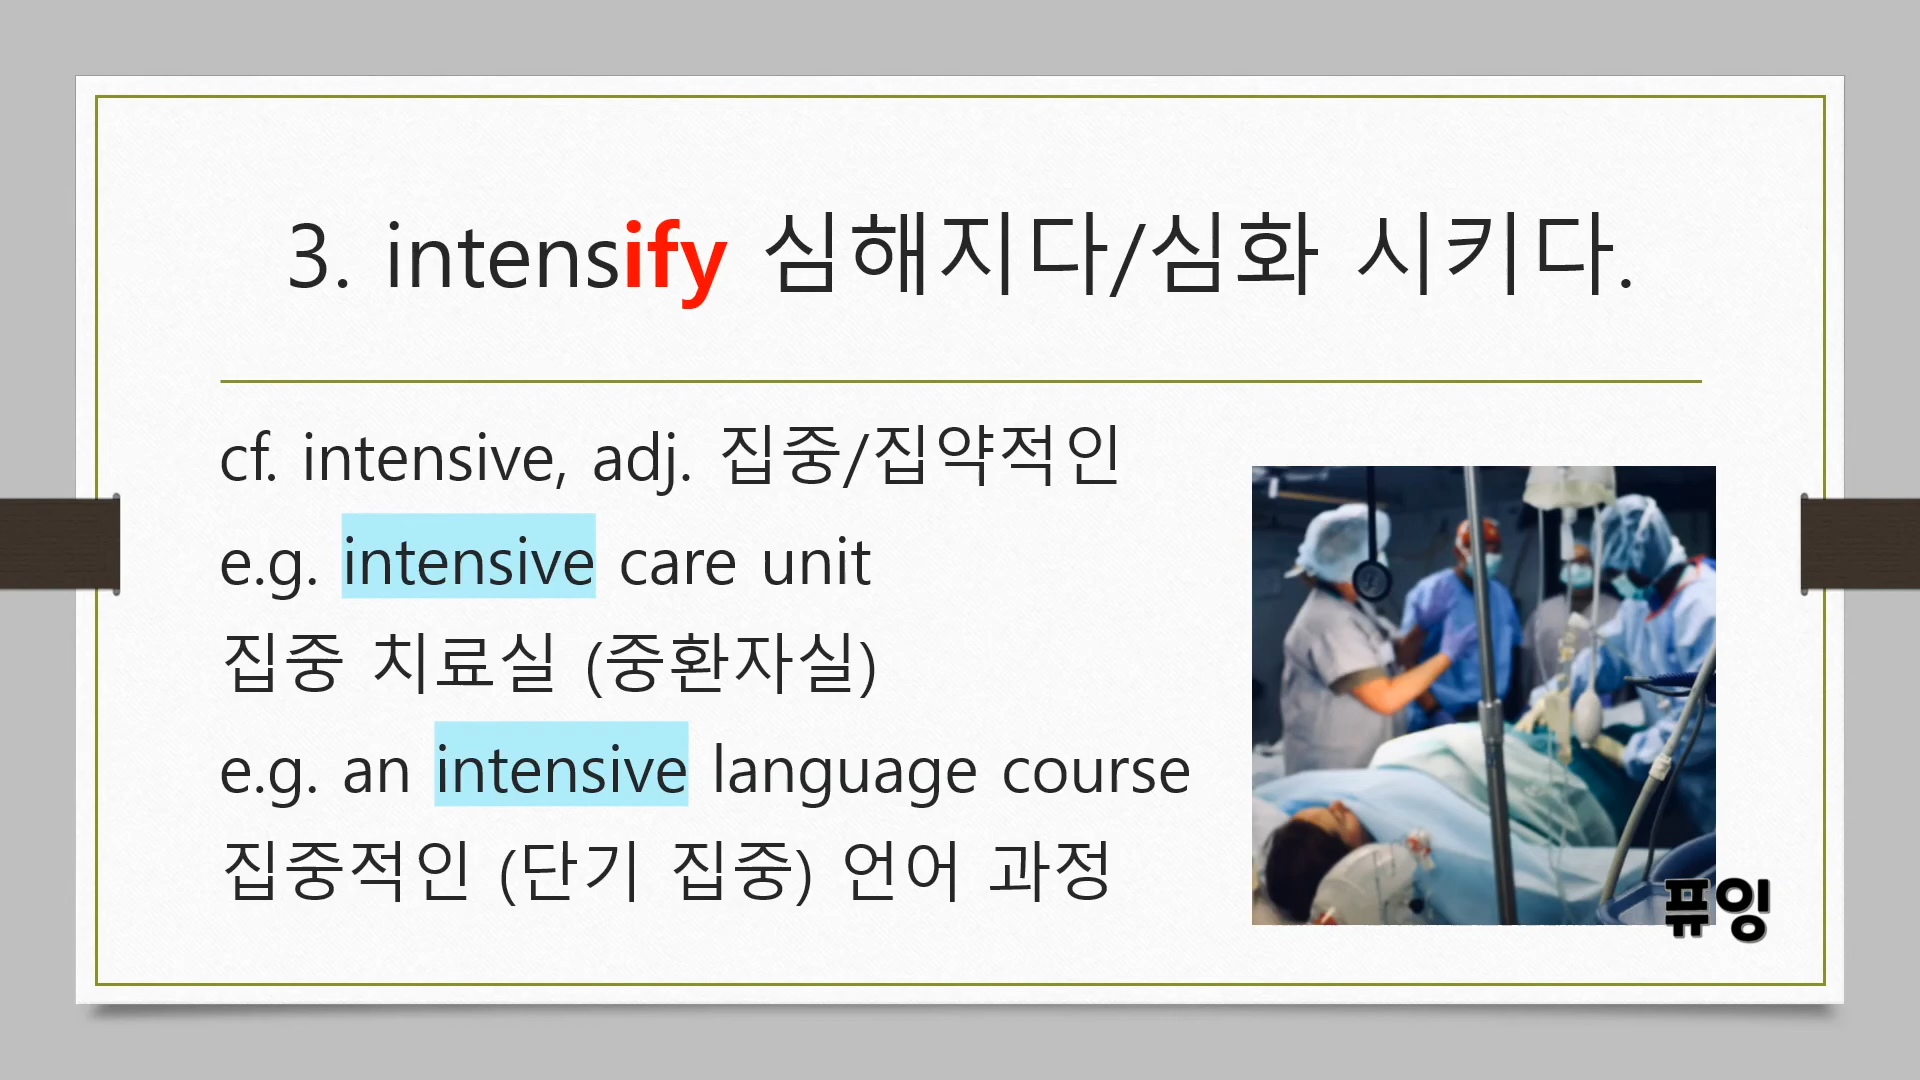 3. intensify 심해지다/심화 시키다.
cf. intensive, adj. 집중/집약적인
e.g. intensive care unit
집중 치료실 (중환자실)
e.g. an intensive language course
집중적인 (단기 집중) 언어 과정
퓨잉